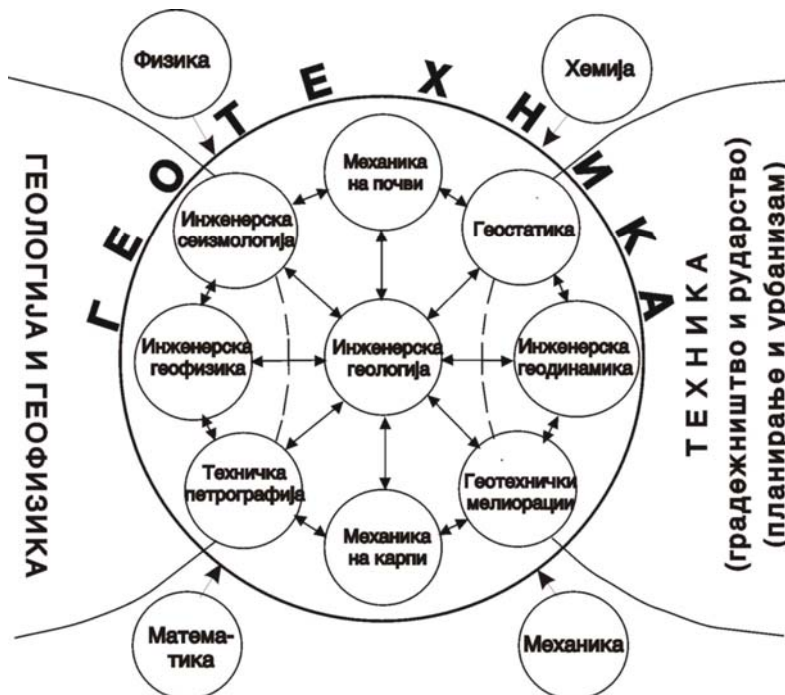 Физика
Хемија
ГЕОТЕХНИКА
ГЕОЛОГИЈА И ГЕОФИЗИКА
Механика
на почви
Инженерска
сеизмологија
Геостатика
Инженерска
геофизика
Инженерска
геологија
Инженерска
геодинамика
Техничка
петрографија
Геотехнички
мелиорации
Механика
на карпи
ТЕХНИКА
(градежништво и рударство)
(планирање и урбанизам)
Матема-
тика
Механика